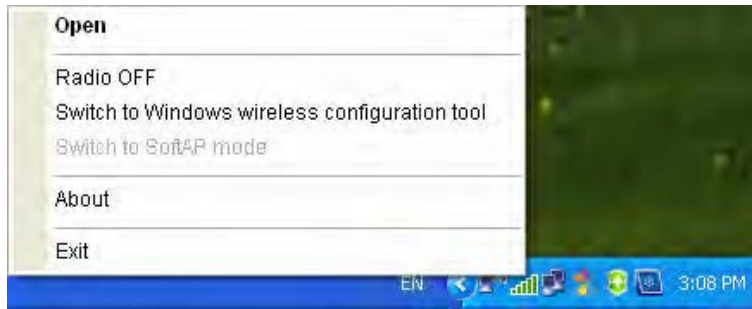 Open
Radio OFF
Switch to Windows wireless configuration tool
Switch to SoftAP mode
About
Exit
EN 3:08 PM